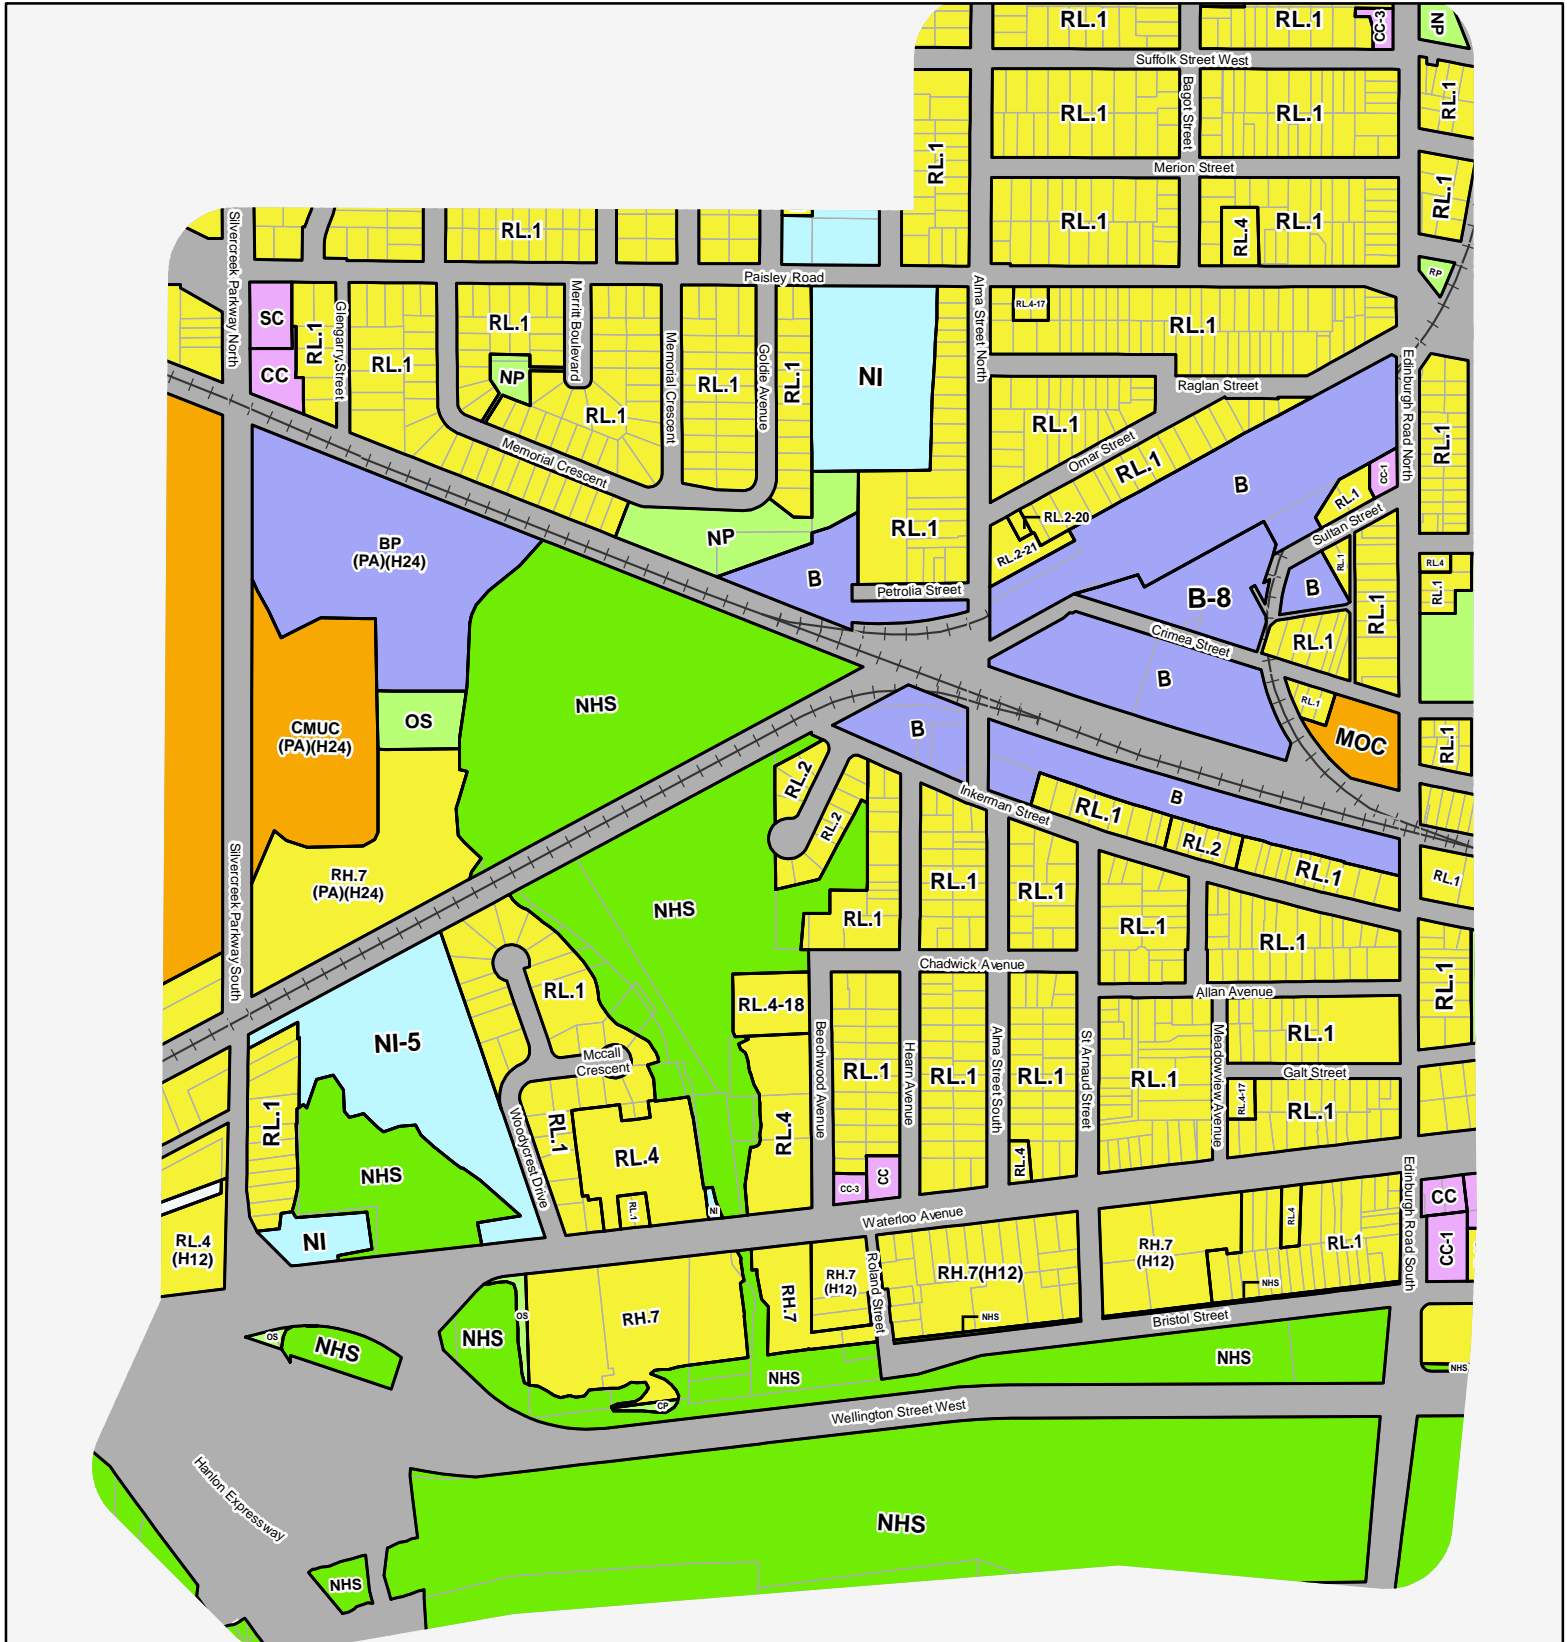 RL.1
RL.1
CC-3
NP
Suffolk Street West
RL.1
Bagot Street
RL.1
RL.1
RL.1
Merion Street
RL.1
RL.1
RL.4
RL.1
RL.1
Silvercreek Parkway North
RL.1
Paisley Road
Alma Street North
RP
SC
CC
RL.1
Glengarry Street
RL.1
RL.1
NP
Merritt Boulevard
RL.1
Memorial Crescent
RL.1
Goldie Avenue
RL.1
NI
RL.4-17
RL.1
Raglan Street
Edinburgh Road North
RL.1
RL.1
Omar Street
RL.1
Memorial Crescent
B
CC-1
RL.1
Sultan Street
RL.2-20
RL.2-21
RL.1
NP
BP
(PA)(H24)
B
Petrolia Street
B-8
B
RL.1
RL.1
RL.4
RL.1
Crimea Street
RL.1
B
RL.1
MOC
RL.1
NHS
OS
CMUC
(PA)(H24)
B
RL.2
RL.2
Inkerman Street
B
RL.1
RL.2
RL.1
RL.1
Silvercreek Parkway South
RH.7
(PA)(H24)
NHS
RL.1
RL.1
RL.1
RL.1
RL.1
RL.1
Chadwick Avenue
Allan Avenue
RL.1
RL.4-18
NI-5
Mccall
Crescent
Beechwood Avenue
RL.1
Hearn Avenue
RL.1
Alma Street South
RL.1
St Arnaud Street
RL.1
Meadowview Avenue
RL.1
Galt Street
RL.4-17
RL.1
RL.1
NHS
Woodycrest Drive
RL.1
RL.4
RL.1
NI
RL.4
CC-3
CC
RL.4
Waterloo Avenue
Edinburgh Road South
CC
CC-1
RL.4
(H12)
NI
RH.7
RH.7
RH.7
(H12)
Roland Street
RH.7(H12)
NHS
RH.7
(H12)
RL.4
RL.1
NHS
Bristol Street
OS
NHS
NHS
OS
NHS
NHS
NHS
CP
Wellington Street West
Hanlon Expressway
NHS
NHS